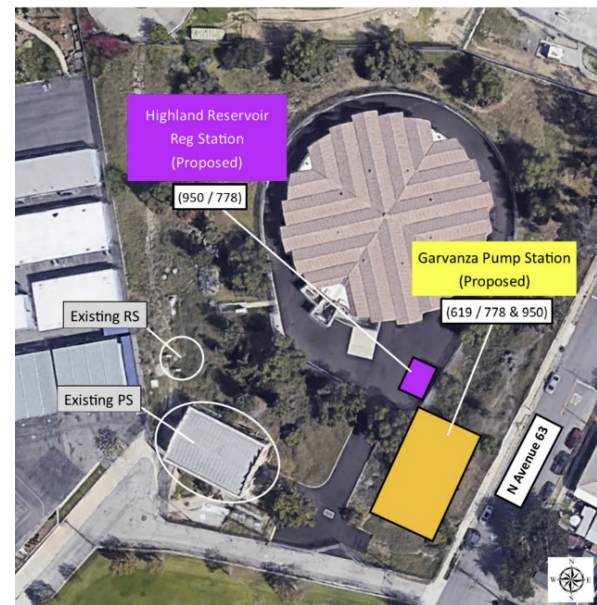 Highland Reservoir
Reg Station
(Proposed)
(950 / 778)
Garvanza Pump Station
(Proposed)
(619 / 778 & 950)
Existing RS
Existing PS
N Avenue 63
N
W
E
S